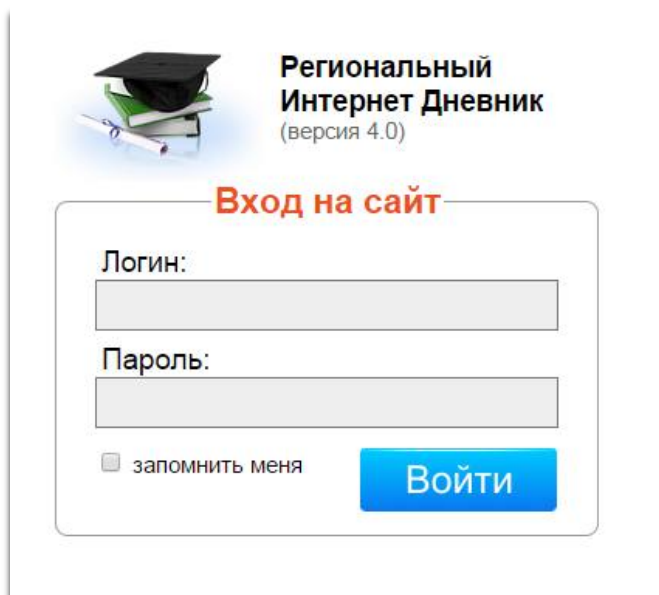 Региональный
Интернет Дневник
(версия 4.0)
Вход на сайт
Логин:
Пароль:
запомнить меня
Войти